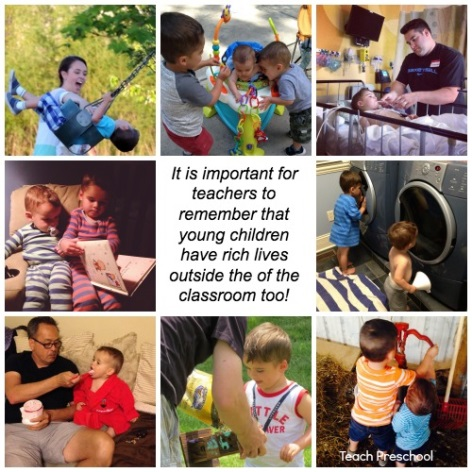 It is important for
teachers to
remember that
young children
have rich lives
outside the of the
classroom too!
LITTLE
Teach Preschool